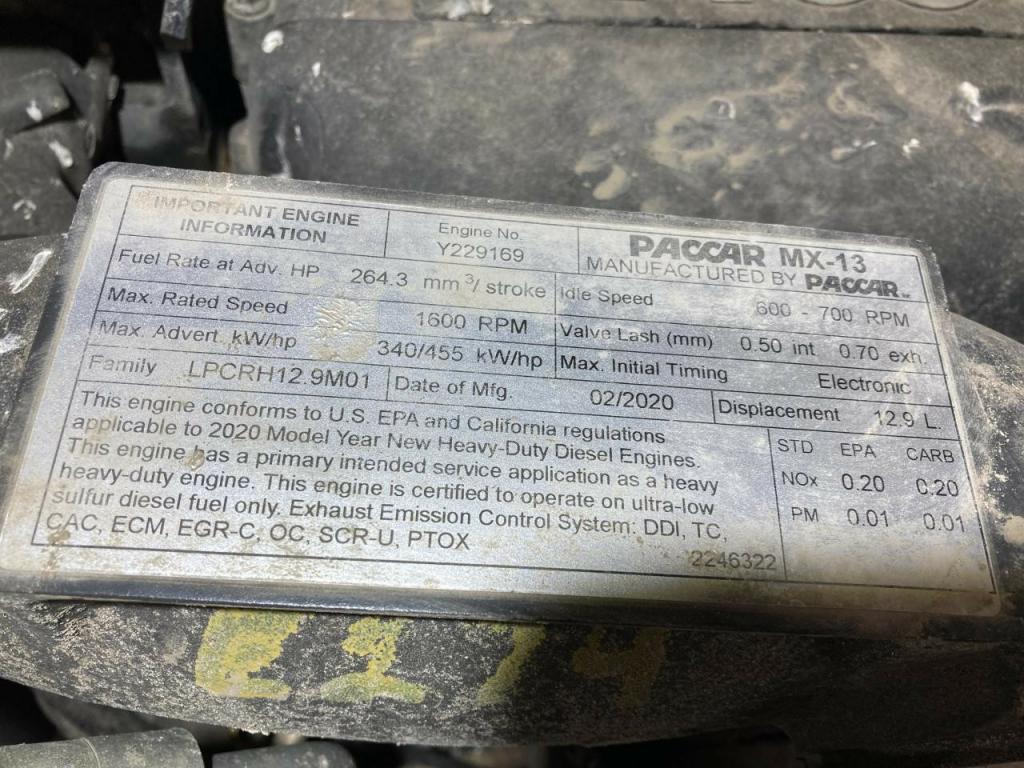 IMPORTANT ENGINE INFORMATION
Engine No. Y229169
PACCAR MX-13
MANUFACTURED BY PACCAR
Fuel Rate at Adv. HP 264.3 mm³/ stroke
Idle Speed 600 - 700 RPM
Max. Rated Speed 1600 RPM
Valve Lash (mm) 0.50 int 0.70 exh.
Max. Advert. kW/hp 340/455 kW/hp
Max. Initial Timing Electronic
Family LPCRH12.9M01
Date of Mfg. 02/2020
Displacement 12.9 L.
This engine conforms to U.S. EPA and California regulations
applicable to 2020 Model Year New Heavy-Duty Diesel Engines.
This engine has a primary intended service application as a heavy
heavy-duty engine. This engine is certified to operate on ultra-low
sulfur diesel fuel only. Exhaust Emission Control System: DDI, TC,
CAC, ECM, EGR-C, OC, SCR-U, PTOX
2246322
STD EPA CARB
NOx 0.20 0.20
PM 0.01 0.01